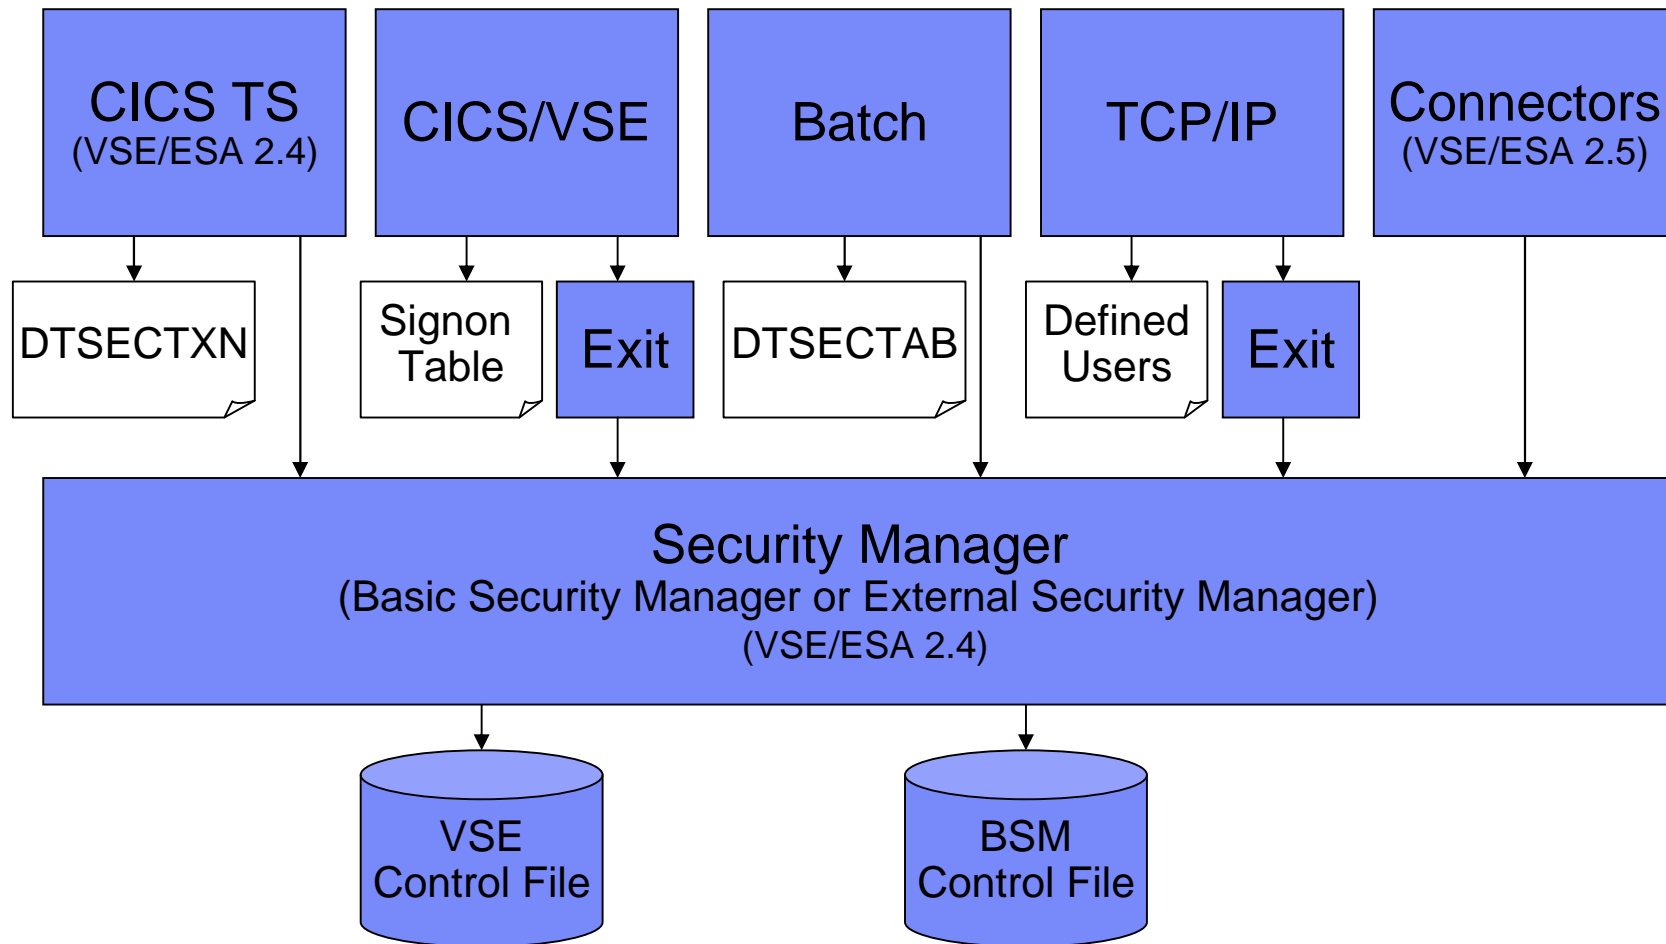 CICS TS
(VSE/ESA 2.4)
CICS/VSE
Batch
TCP/IP
Connectors
(VSE/ESA 2.5)
DTSECTXN
Signon
Table
Exit
DTSECTAB
Defined
Users
Exit
Security Manager
(Basic Security Manager or External Security Manager)
(VSE/ESA 2.4)
VSE
Control File
BSM
Control File